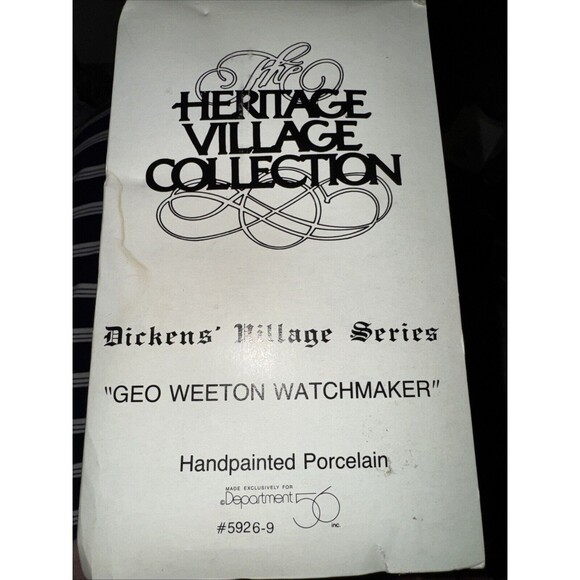 The
HERITAGE
VILLAGE
COLLECTION
Dickens' Village Series
"GEO WEETON WATCHMAKER"
Handpainted Porcelain
MADE EXCLUSIVELY FOR
©Department 56 inc.
#5926-9